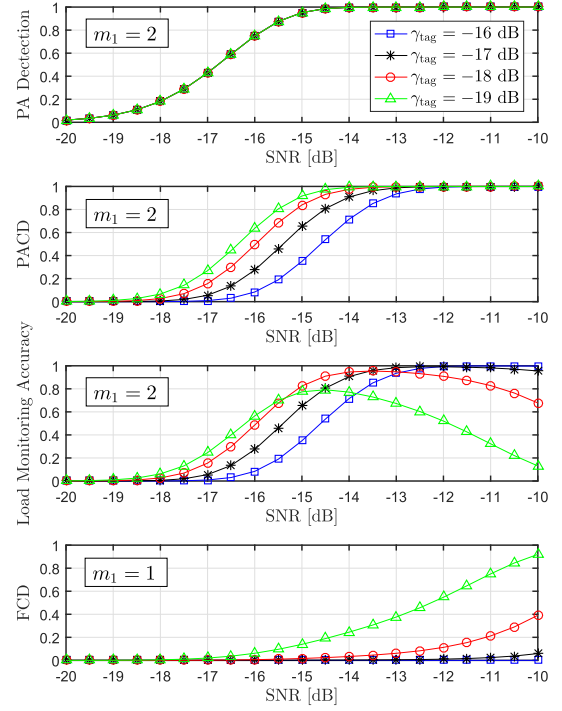 PA Dectection
1
0.8
0.6
0.4
0.2
0
m₁ = 2
γtag = −16 dB
γtag = −17 dB
γtag = −18 dB
γtag = −19 dB
-20 -19 -18 -17 -16 -15 -14 -13 -12 -11 -10
SNR [dB]
PACD
1
0.8
0.6
0.4
0.2
0
m₁ = 2
-20 -19 -18 -17 -16 -15 -14 -13 -12 -11 -10
SNR [dB]
Load Monitoring Accuracy
1
0.8
0.6
0.4
0.2
0
m₁ = 2
-20 -19 -18 -17 -16 -15 -14 -13 -12 -11 -10
SNR [dB]
FCD
1
0.8
0.6
0.4
0.2
0
m₁ = 1
-20 -19 -18 -17 -16 -15 -14 -13 -12 -11 -10
SNR [dB]